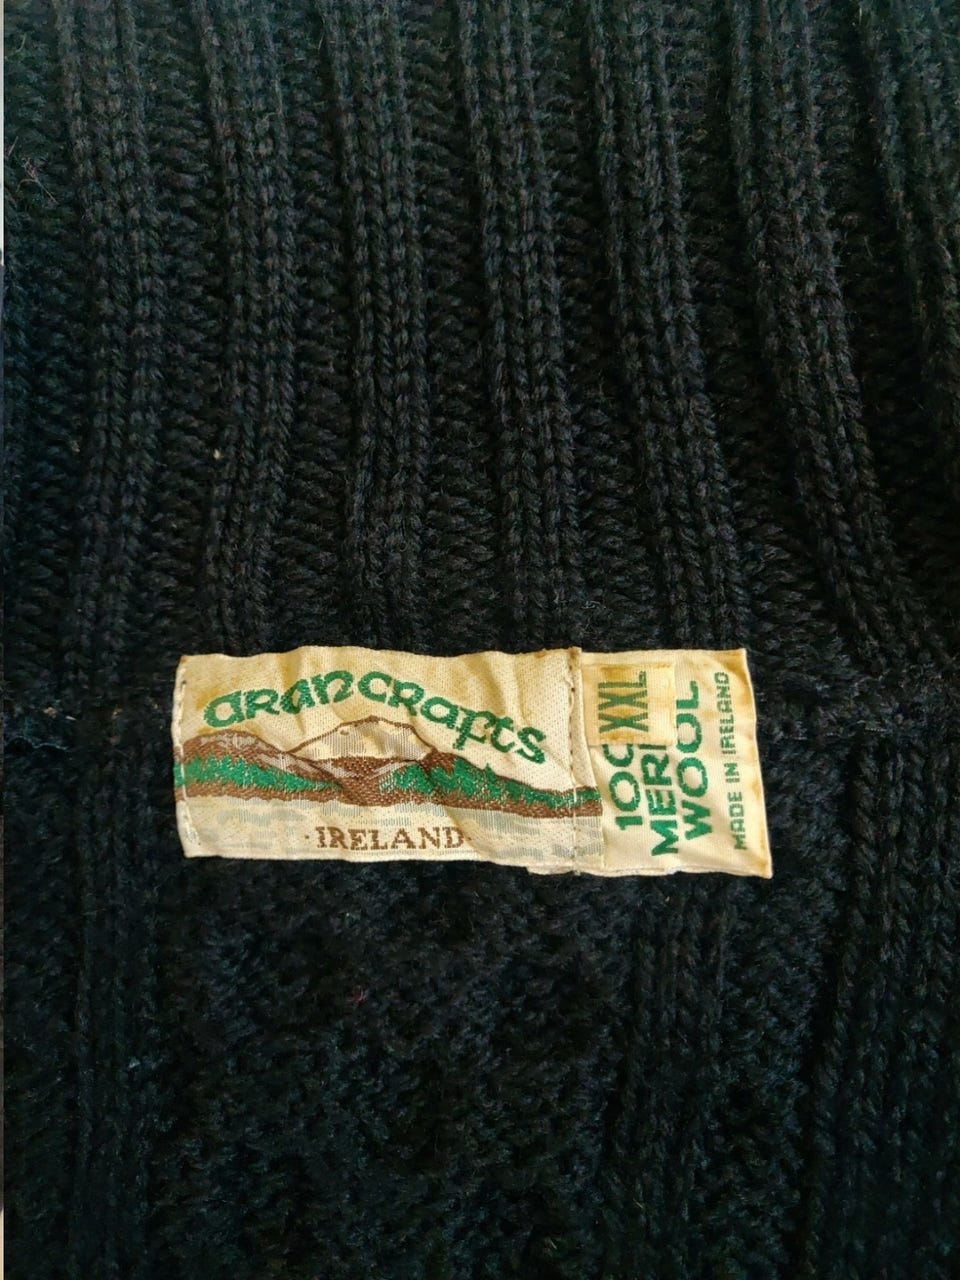 arancrafts
·IRELAND·
XXL
100
MERI
WOOL
MADE IN IRELAND